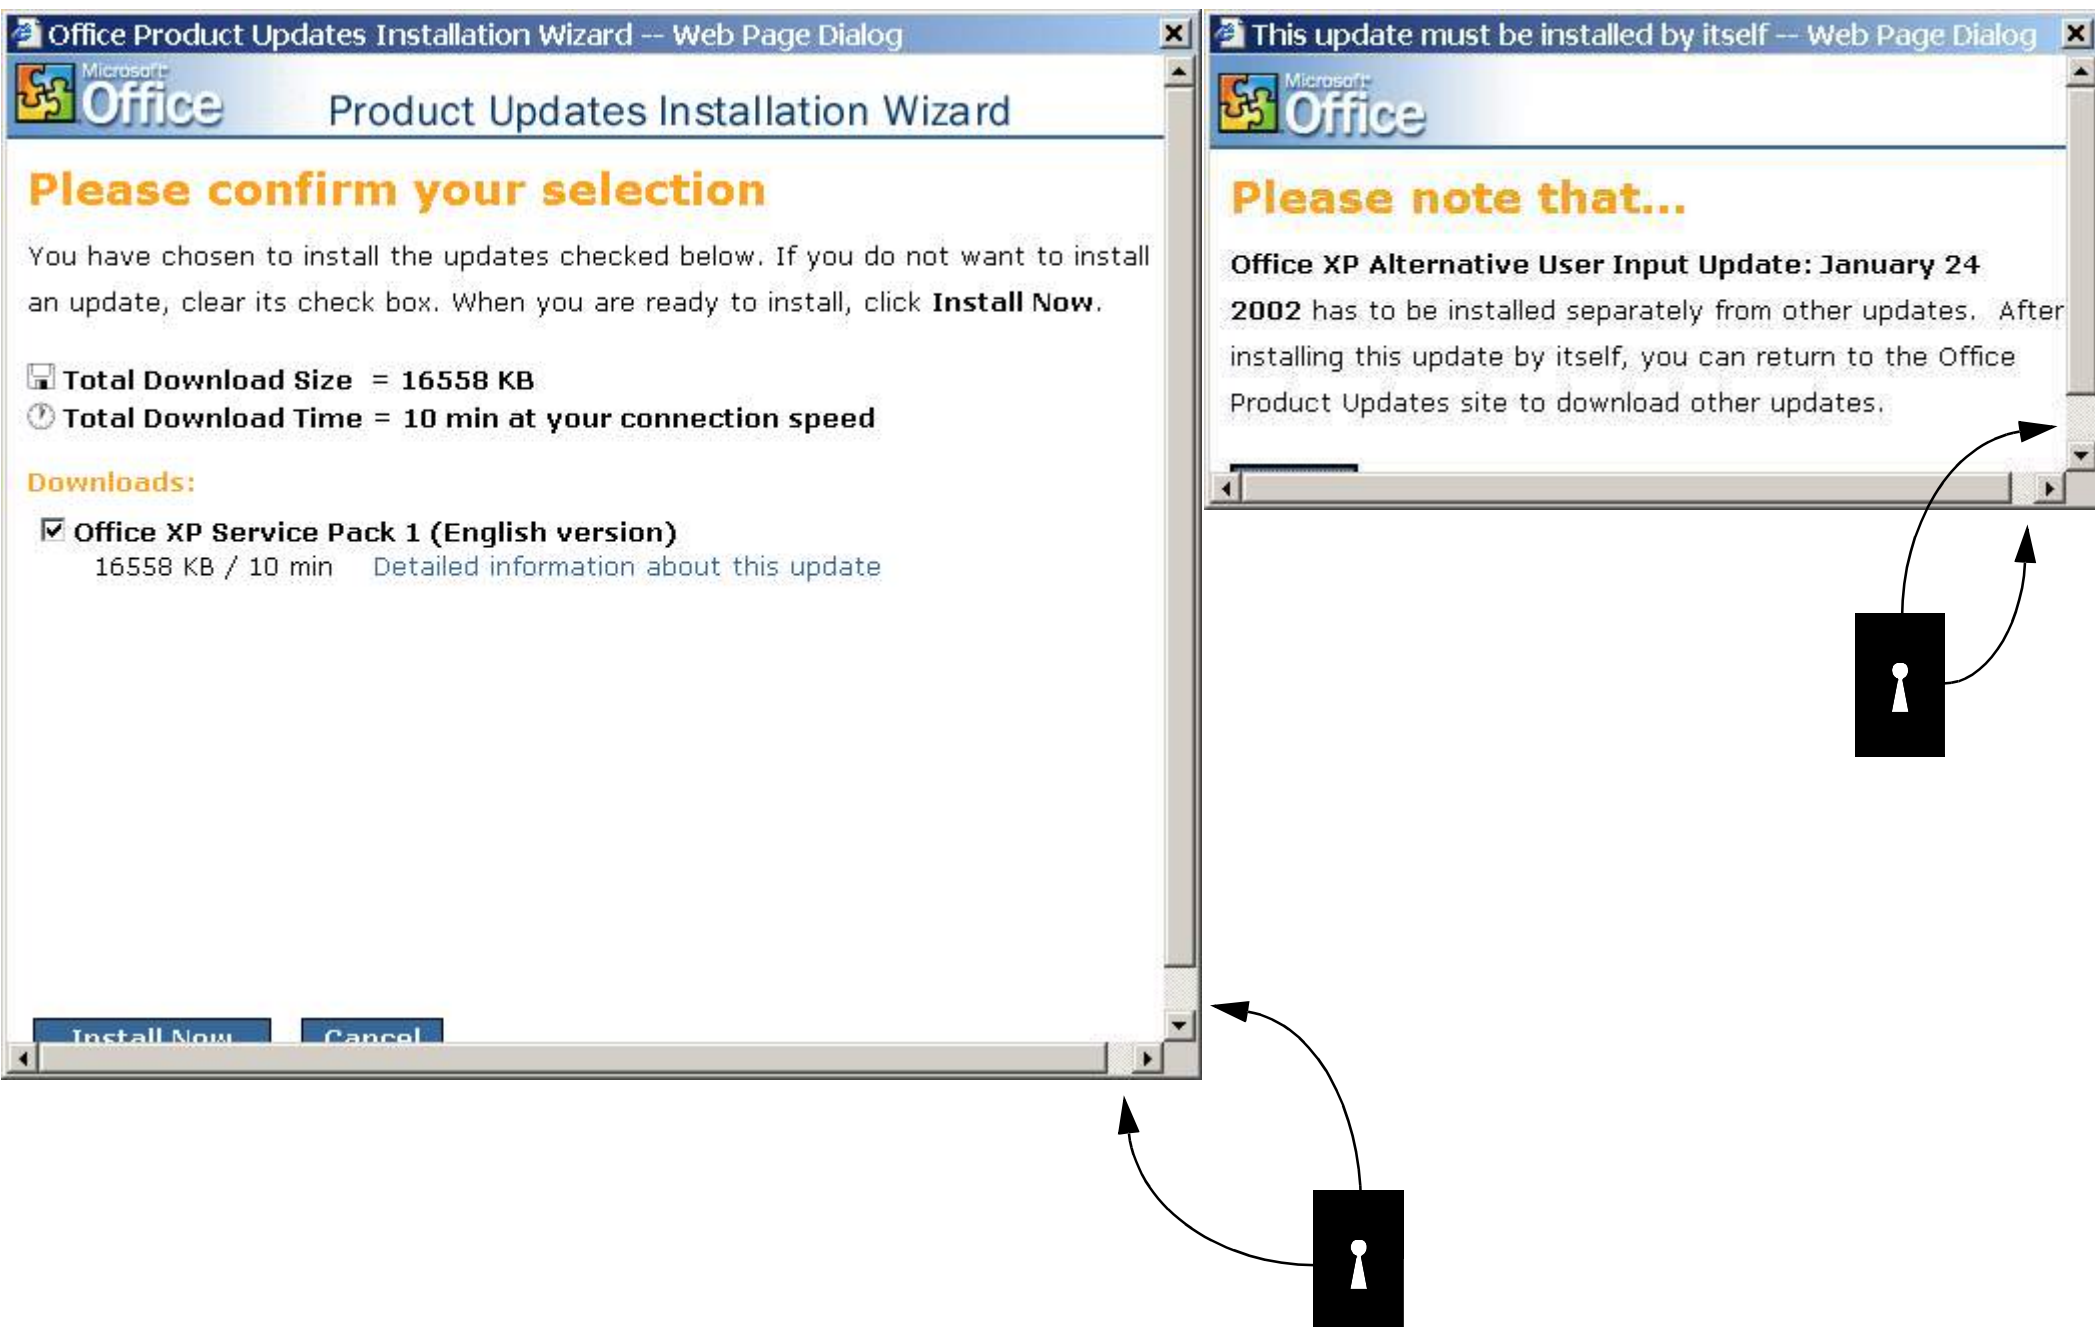 Office Product Updates Installation Wizard -- Web Page Dialog
Microsoft
Office
Product Updates Installation Wizard
Please confirm your selection
You have chosen to install the updates checked below. If you do not want to install
an update, clear its check box. When you are ready to install, click Install Now.
Total Download Size = 16558 KB
Total Download Time = 10 min at your connection speed
Downloads:
Office XP Service Pack 1 (English version)
16558 KB / 10 min Detailed information about this update
Install Now Cancel
This update must be installed by itself -- Web Page Dialog
Microsoft
Office
Please note that...
Office XP Alternative User Input Update: January 24
2002 has to be installed separately from other updates. After
installing this update by itself, you can return to the Office
Product Updates site to download other updates.